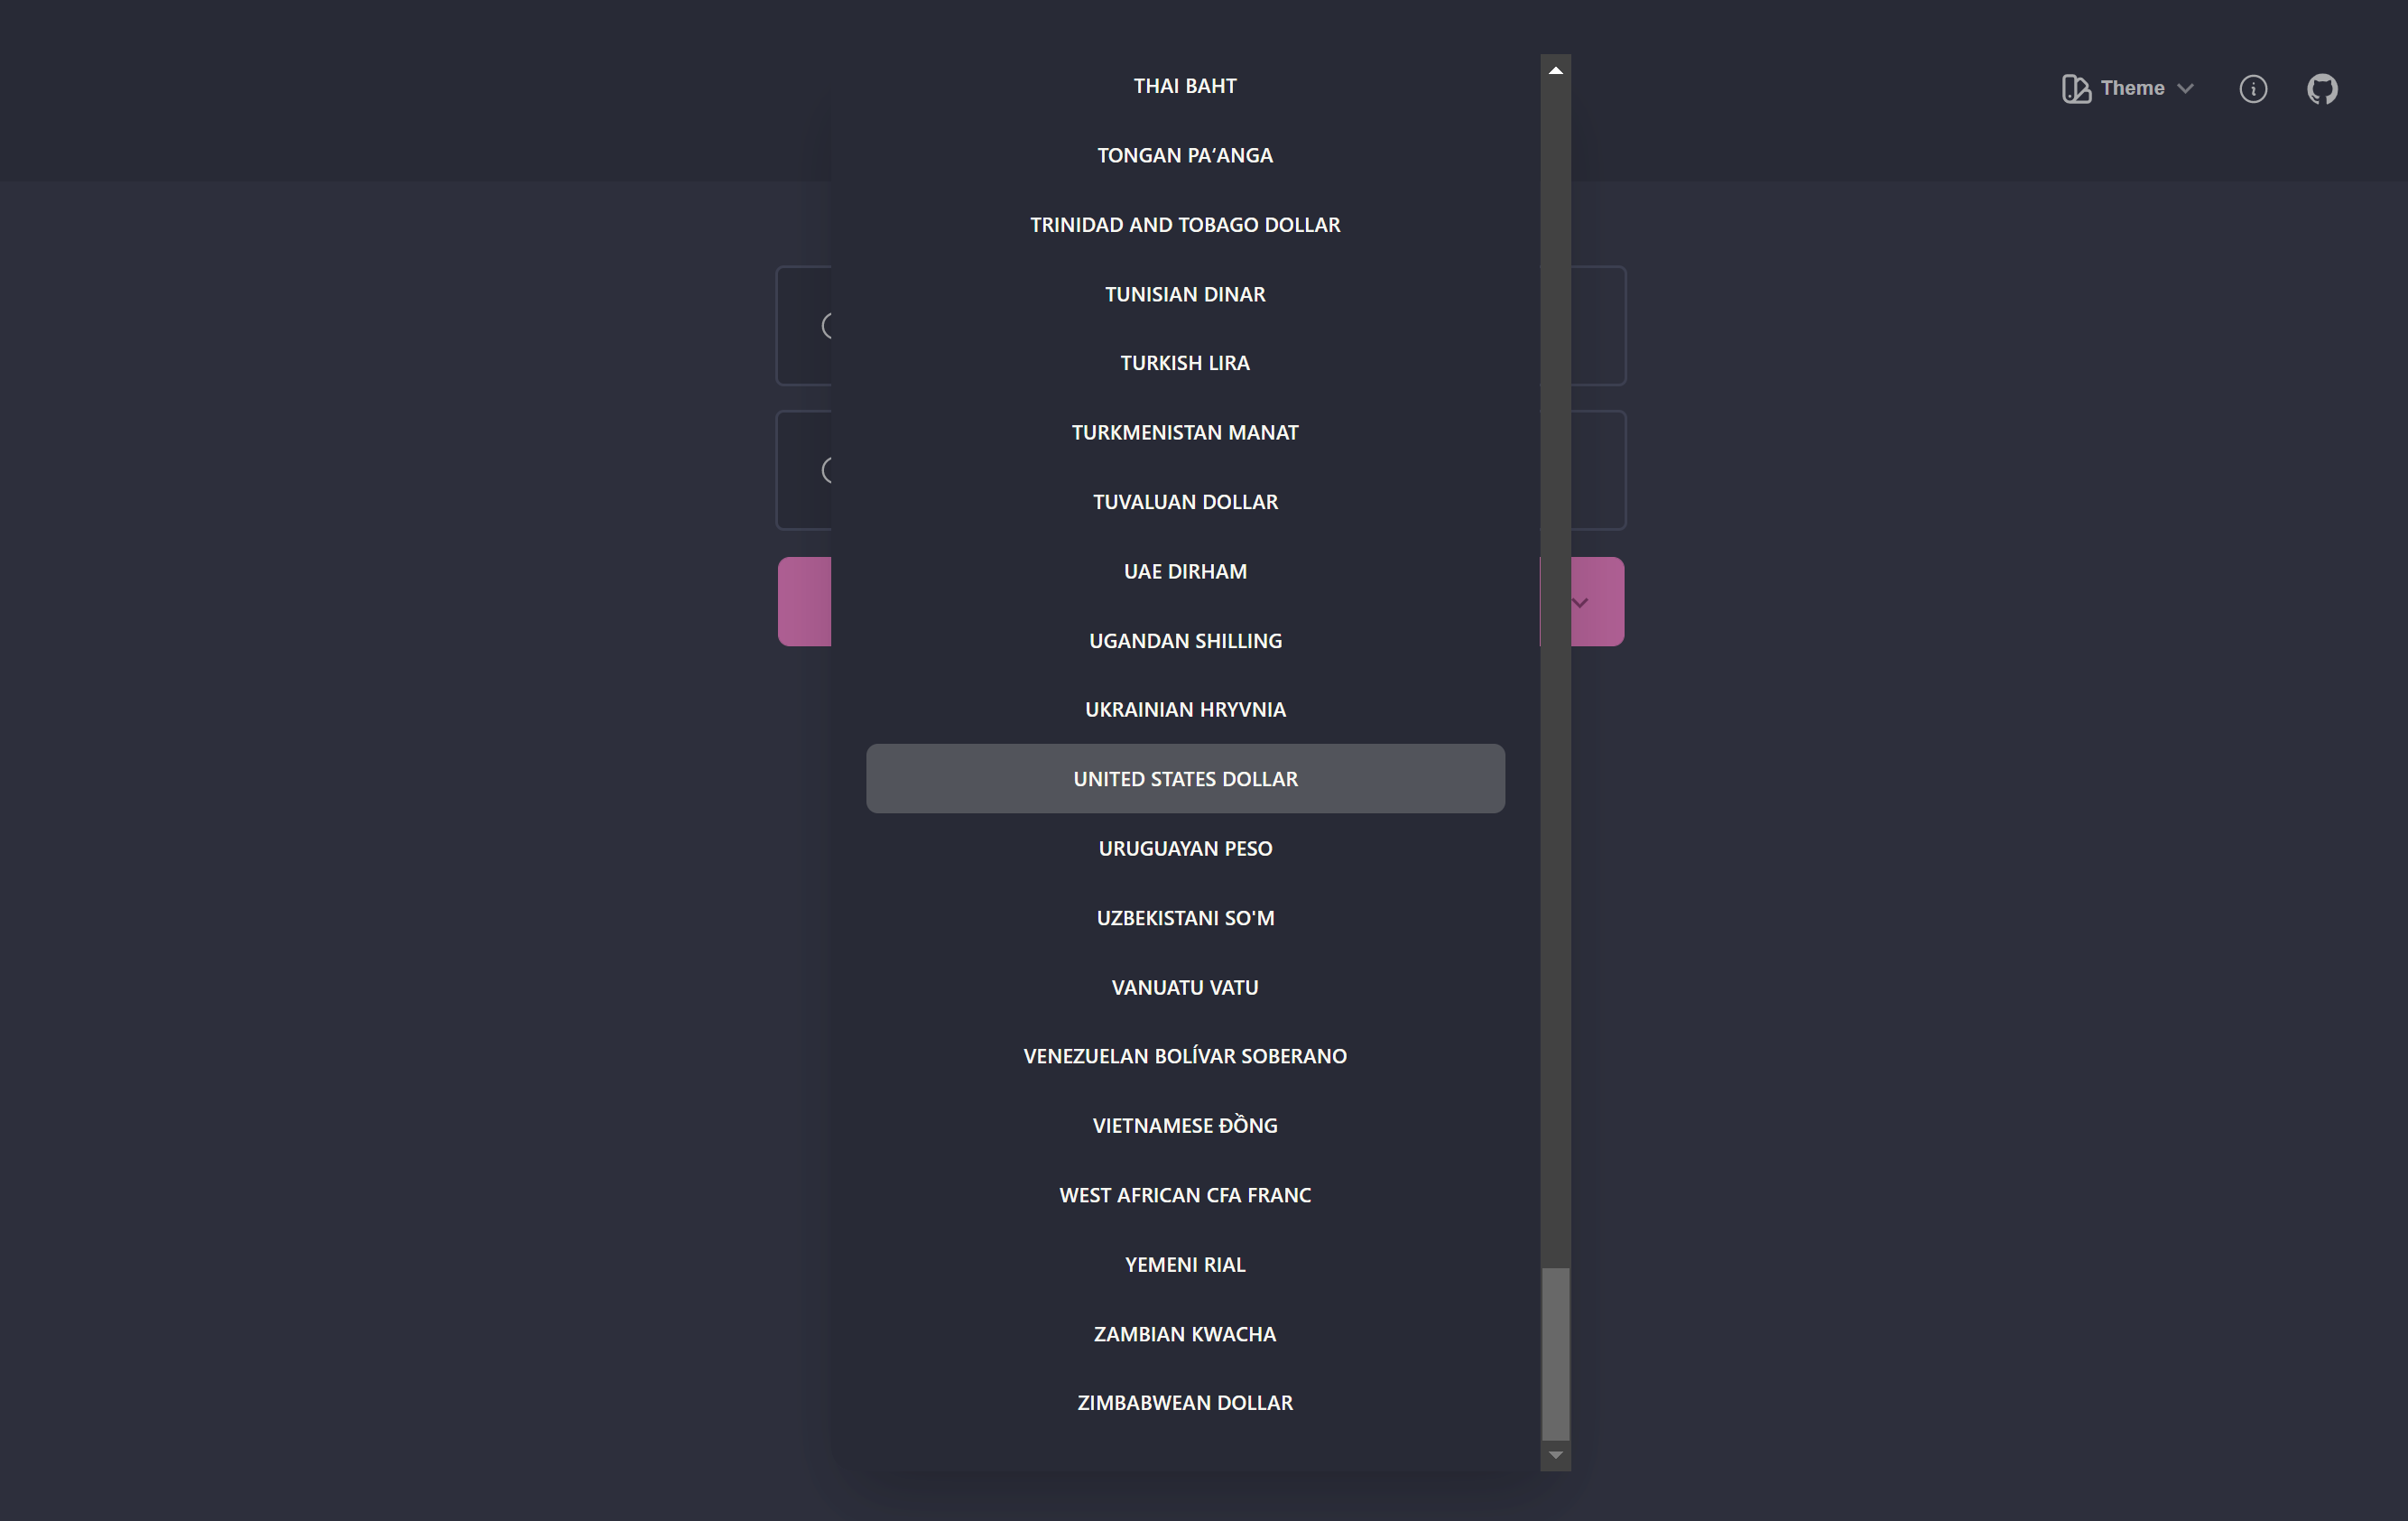 THAI BAHT
Theme
TONGAN PAʻANGA
TRINIDAD AND TOBAGO DOLLAR
TUNISIAN DINAR
TURKISH LIRA
TURKMENISTAN MANAT
TUVALUAN DOLLAR
UAE DIRHAM
UGANDAN SHILLING
UKRAINIAN HRYVNIA
UNITED STATES DOLLAR
URUGUAYAN PESO
UZBEKISTANI SO'M
VANUATU VATU
VENEZUELAN BOLÍVAR SOBERANO
VIETNAMESE ĐỒNG
WEST AFRICAN CFA FRANC
YEMENI RIAL
ZAMBIAN KWACHA
ZIMBABWEAN DOLLAR